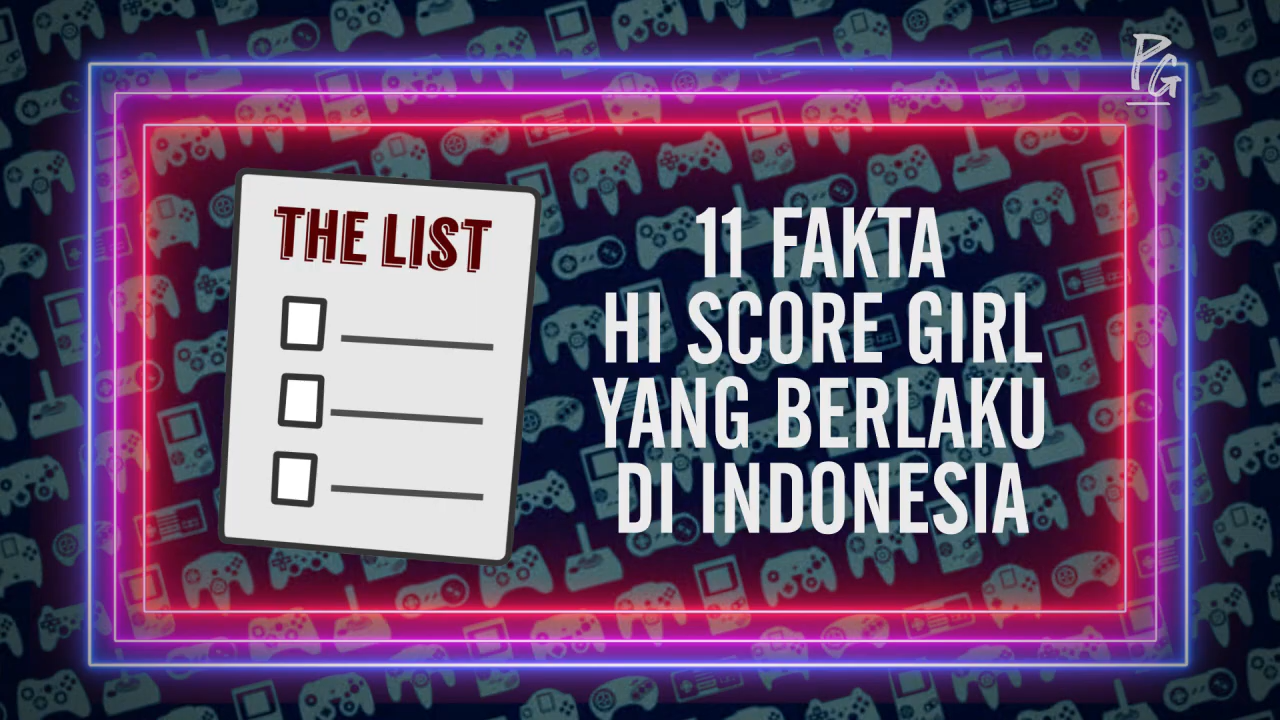 PG
THE LIST
11 FAKTA
HI SCORE GIRL
YANG BERLAKU
DI INDONESIA